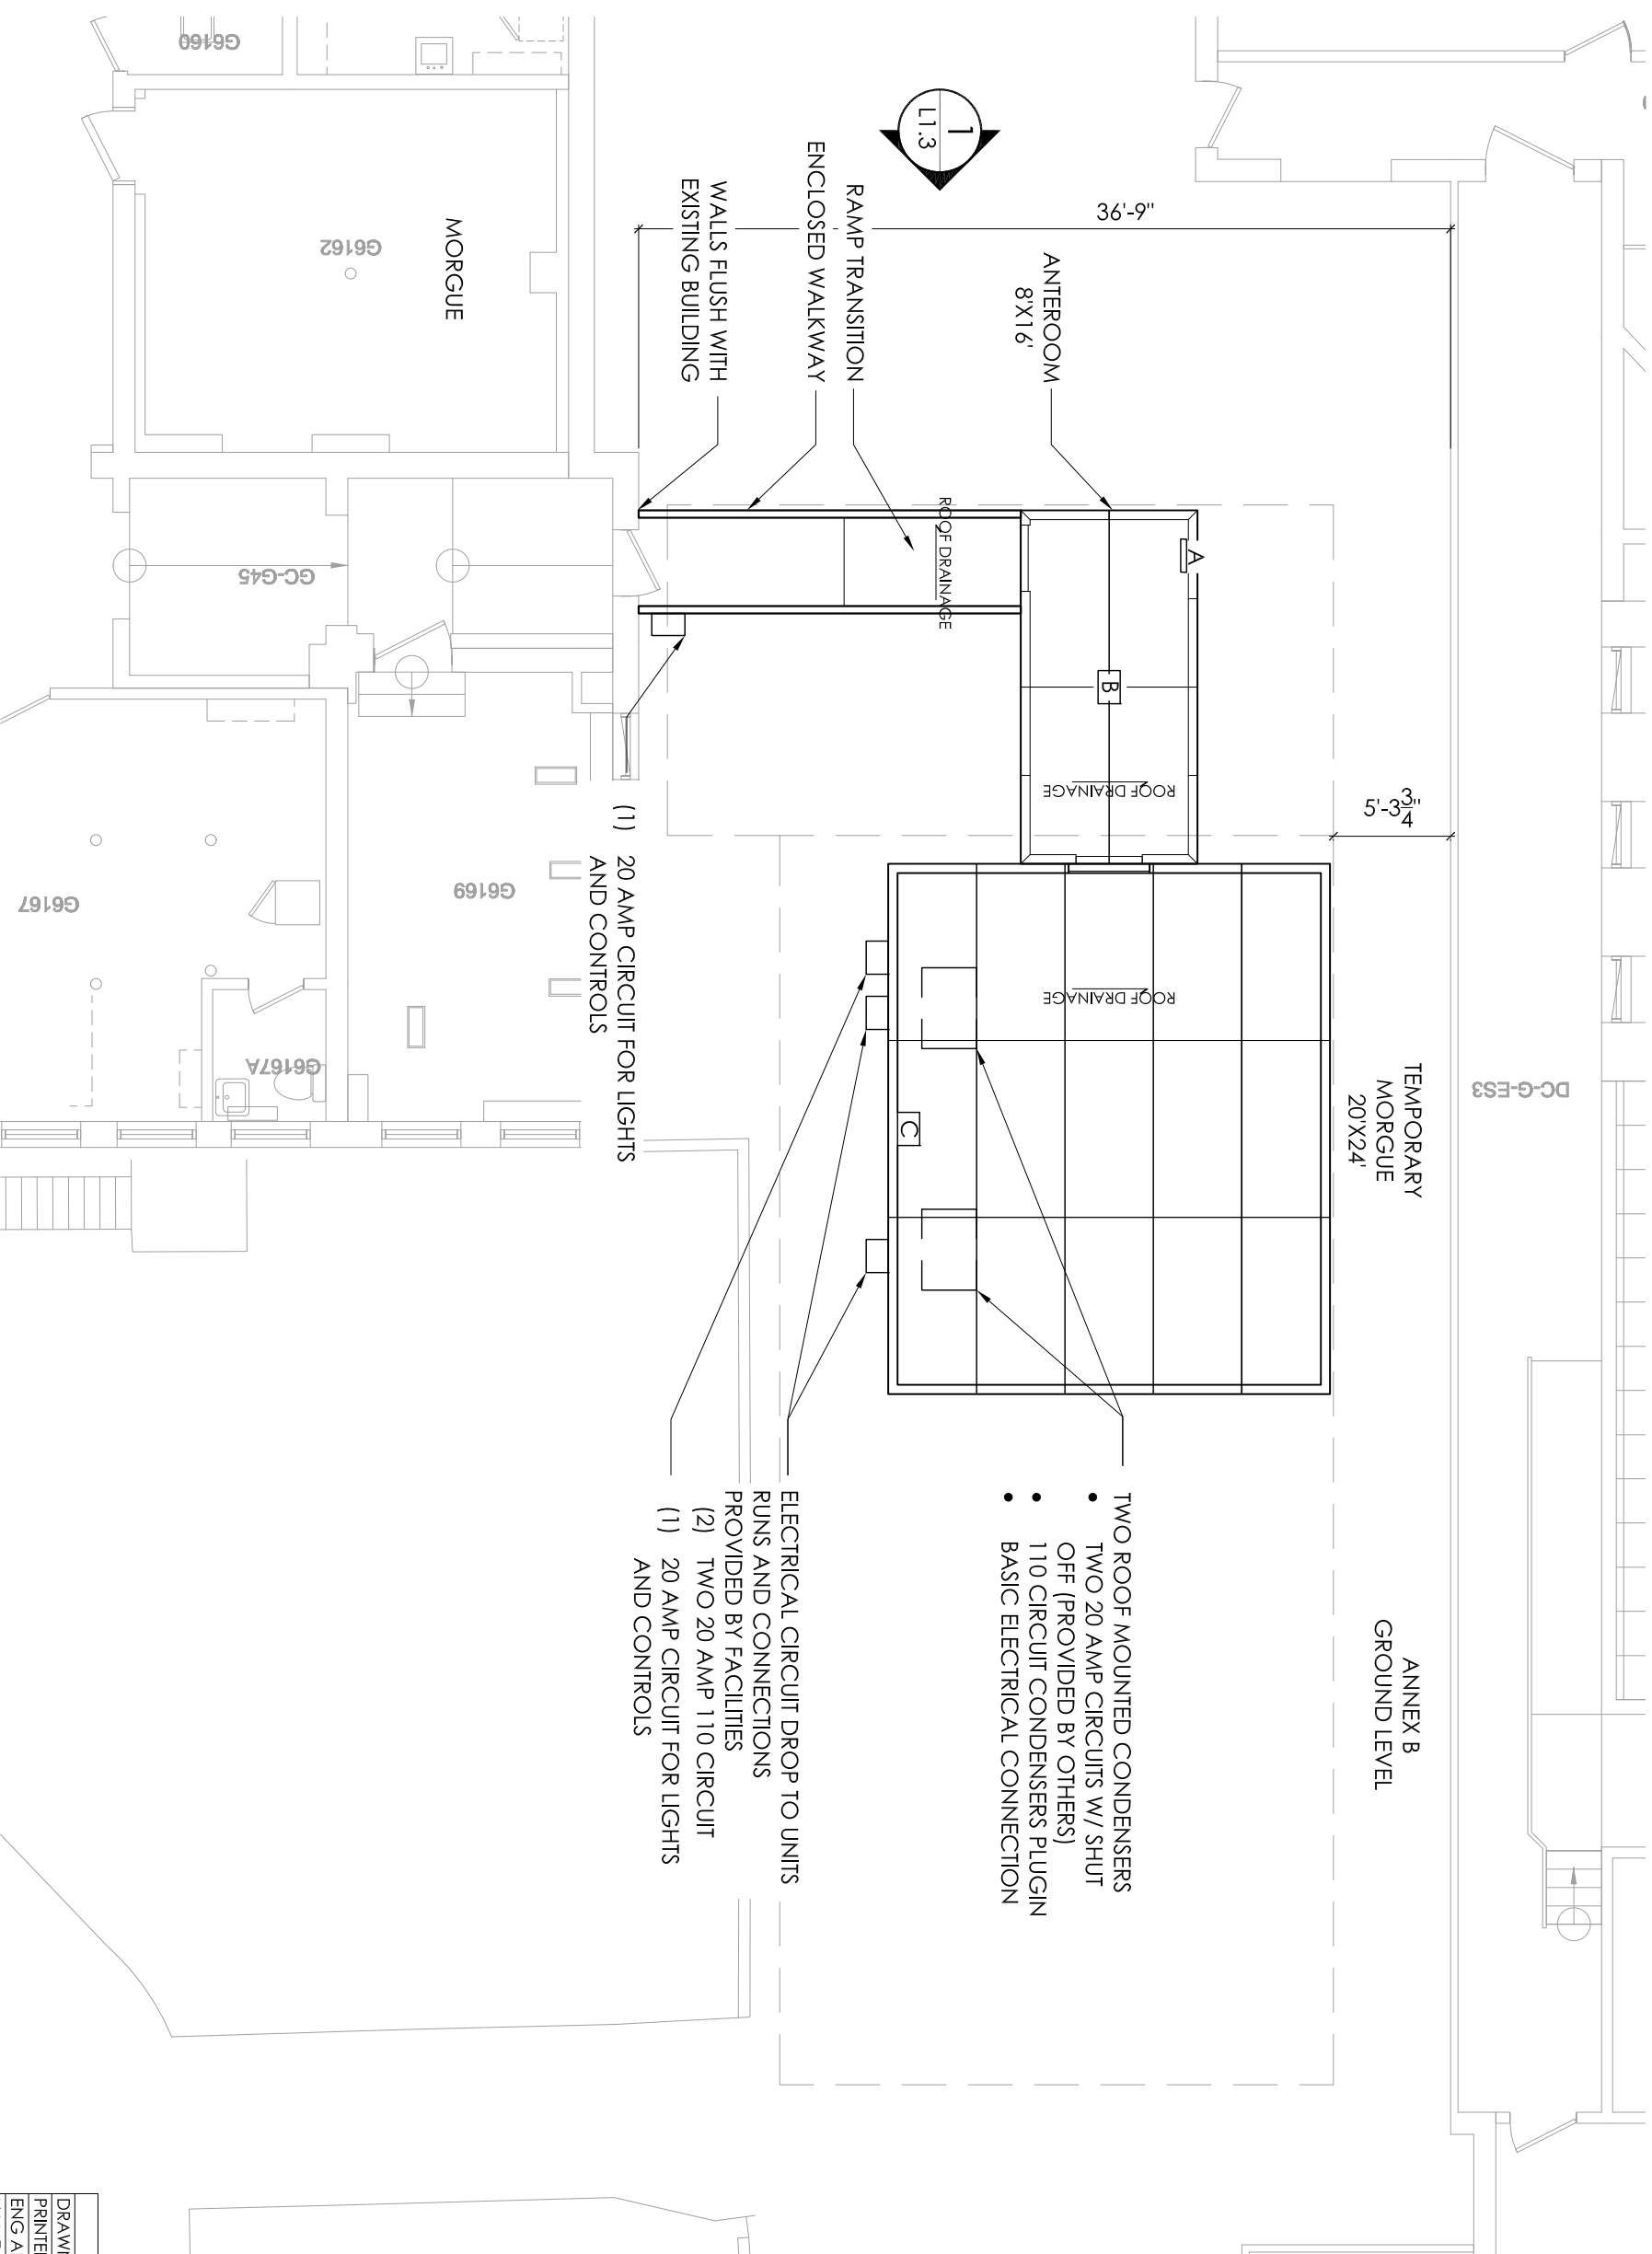 1
L1.3
36'-9"
RAMP TRANSITION
ENCLOSED WALKWAY
WALLS FLUSH WITH
EXISTING BUILDING
ANTEROOM
8'X16'
MORGUE
G6160
G6162
GC-G45
ROOF DRAINAGE
A
B
ROOF DRAINAGE
5'-3 3/4"
(1) 20 AMP CIRCUIT FOR LIGHTS
AND CONTROLS
G6169
G6167
G6167A
ROOF DRAINAGE
C
TEMPORARY
MORGUE
20'X24'
DC-G-ES3
ANNEX B
GROUND LEVEL
TWO ROOF MOUNTED CONDENSERS
• TWO 20 AMP CIRCUITS W/ SHUT
OFF (PROVIDED BY OTHERS)
• 110 CIRCUIT CONDENSERS PLUGIN
• BASIC ELECTRICAL CONNECTION
ELECTRICAL CIRCUIT DROP TO UNITS
RUNS AND CONNECTIONS
PROVIDED BY FACILITIES
(2) TWO 20 AMP 110 CIRCUIT
(1) 20 AMP CIRCUIT FOR LIGHTS
AND CONTROLS
ENG A